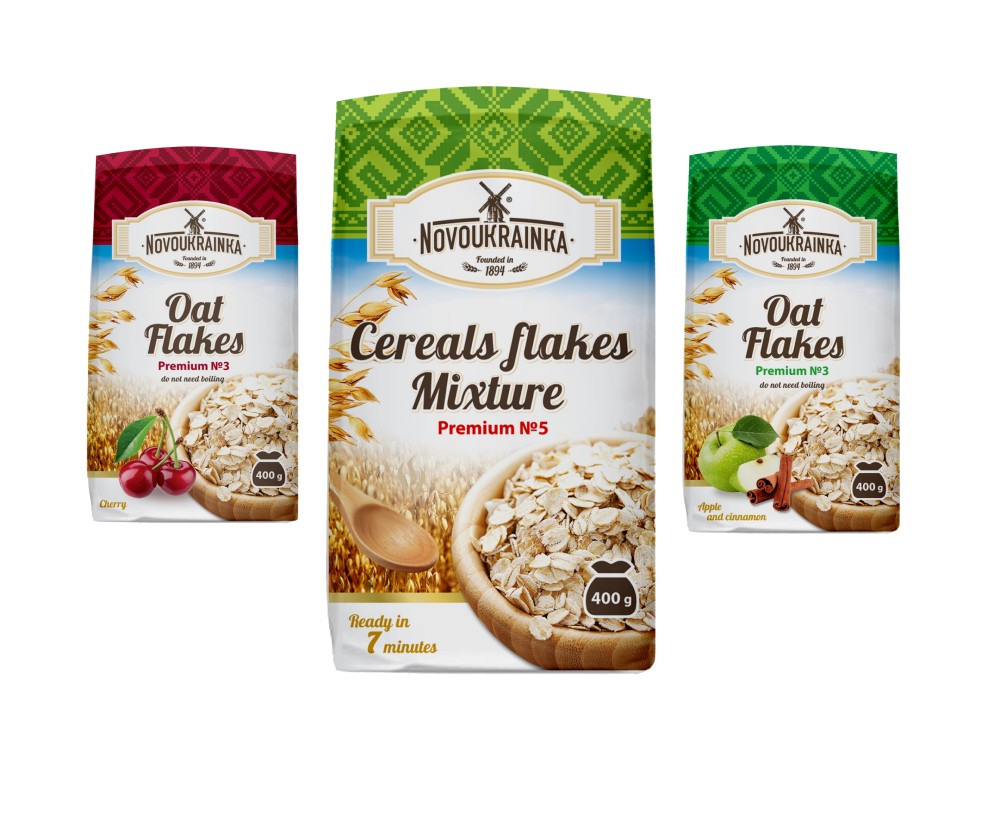 NOVOUKRAINKA
®
Founded in
1894
Oat
Flakes
Premium №3
do not need boiling
400 g
Cherry
NOVOUKRAINKA
®
Founded in
1894
Cereals flakes
Mixture
Premium №5
400 g
Ready in
7 minutes
NOVOUKRAINKA
®
Founded in
1894
Oat
Flakes
Premium №3
do not need boiling
400 g
Apple
and cinnamon